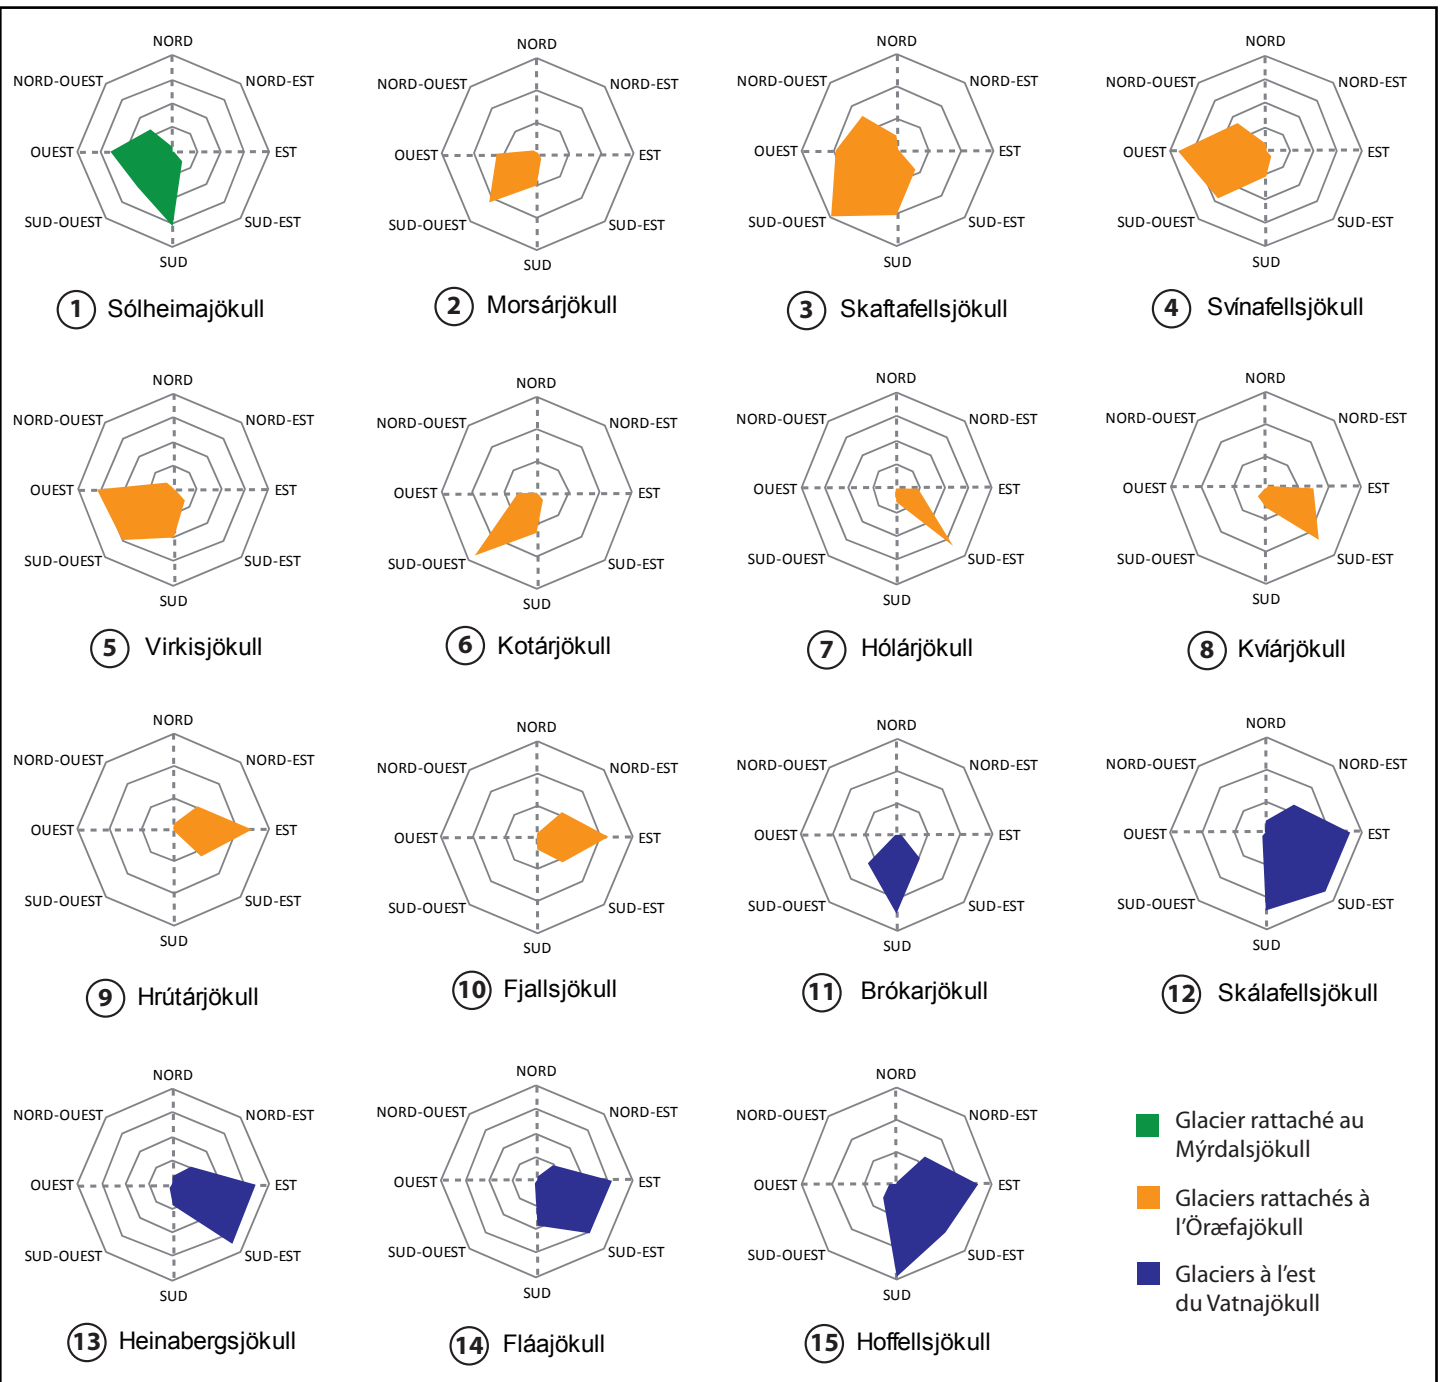 NORD
NORD-OUEST
NORD-EST
OUEST
EST
SUD-OUEST
SUD-EST
SUD
1 Sólheimajökull
NORD
NORD-OUEST
NORD-EST
OUEST
EST
SUD-OUEST
SUD-EST
SUD
2 Morsárjökull
NORD
NORD-OUEST
NORD-EST
OUEST
EST
SUD-OUEST
SUD-EST
SUD
3 Skaftafellsjökull
NORD
NORD-OUEST
NORD-EST
OUEST
EST
SUD-OUEST
SUD-EST
SUD
4 Svínafellsjökull
NORD
NORD-OUEST
NORD-EST
OUEST
EST
SUD-OUEST
SUD-EST
SUD
5 Virkisjökull
NORD
NORD-OUEST
NORD-EST
OUEST
EST
SUD-OUEST
SUD-EST
SUD
6 Kotárjökull
NORD
NORD-OUEST
NORD-EST
OUEST
EST
SUD-OUEST
SUD-EST
SUD
7 Hólárjökull
NORD
NORD-OUEST
NORD-EST
OUEST
EST
SUD-OUEST
SUD-EST
SUD
8 Kvíárjökull
NORD
NORD-OUEST
NORD-EST
OUEST
EST
SUD-OUEST
SUD-EST
SUD
9 Hrútárjökull
NORD
NORD-OUEST
NORD-EST
OUEST
EST
SUD-OUEST
SUD-EST
SUD
10 Fjallsjökull
NORD
NORD-OUEST
NORD-EST
OUEST
EST
SUD-OUEST
SUD-EST
SUD
11 Brókarjökull
NORD
NORD-OUEST
NORD-EST
OUEST
EST
SUD-OUEST
SUD-EST
SUD
12 Skálafellsjökull
NORD
NORD-OUEST
NORD-EST
OUEST
EST
SUD-OUEST
SUD-EST
SUD
13 Heinabergsjökull
NORD
NORD-OUEST
NORD-EST
OUEST
EST
SUD-OUEST
SUD-EST
SUD
14 Fláajökull
NORD
NORD-OUEST
NORD-EST
OUEST
EST
SUD-OUEST
SUD-EST
SUD
15 Hoffellsjökull
Glacier rattaché au
Mýrdalsjökull
Glaciers rattachés à
l'Öræfajökull
Glaciers à l'est
du Vatnajökull